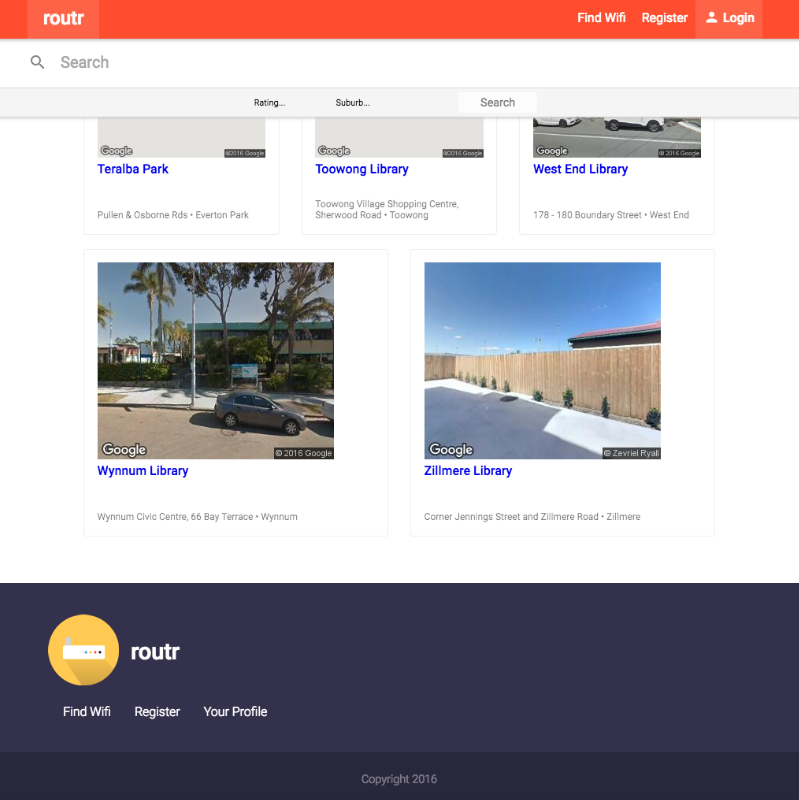 routr
Find Wifi
Register
Login
Search
Rating...
Suburb...
Search
Google
©2016 Google
Google
©2016 Google
Google
© 2016 Google
Teralba Park
Toowong Library
West End Library
Pullen & Osborne Rds • Everton Park
Toowong Village Shopping Centre,
Sherwood Road • Toowong
178 - 180 Boundary Street • West End
Google
© 2016 Google
Google
© Zevriel Ryall
Wynnum Library
Zillmere Library
Wynnum Civic Centre, 66 Bay Terrace • Wynnum
Corner Jennings Street and Zillmere Road • Zillmere
routr
Find Wifi
Register
Your Profile
Copyright 2016